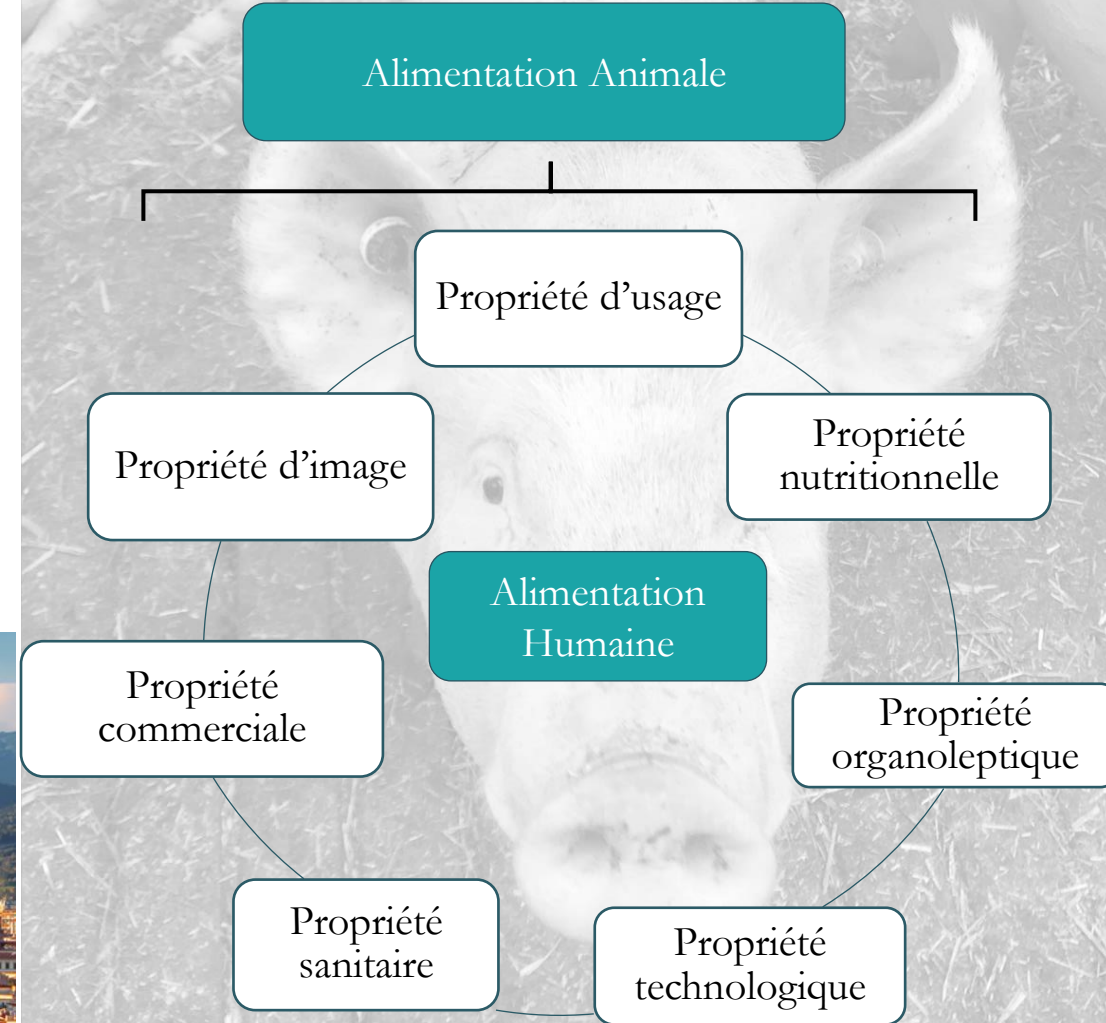 Alimentation Animale
Propriété d’usage
Propriété
nutritionnelle
Propriété d’image
Alimentation
Humaine
Propriété
organoleptique
Propriété
commerciale
Propriété
technologique
Propriété
sanitaire